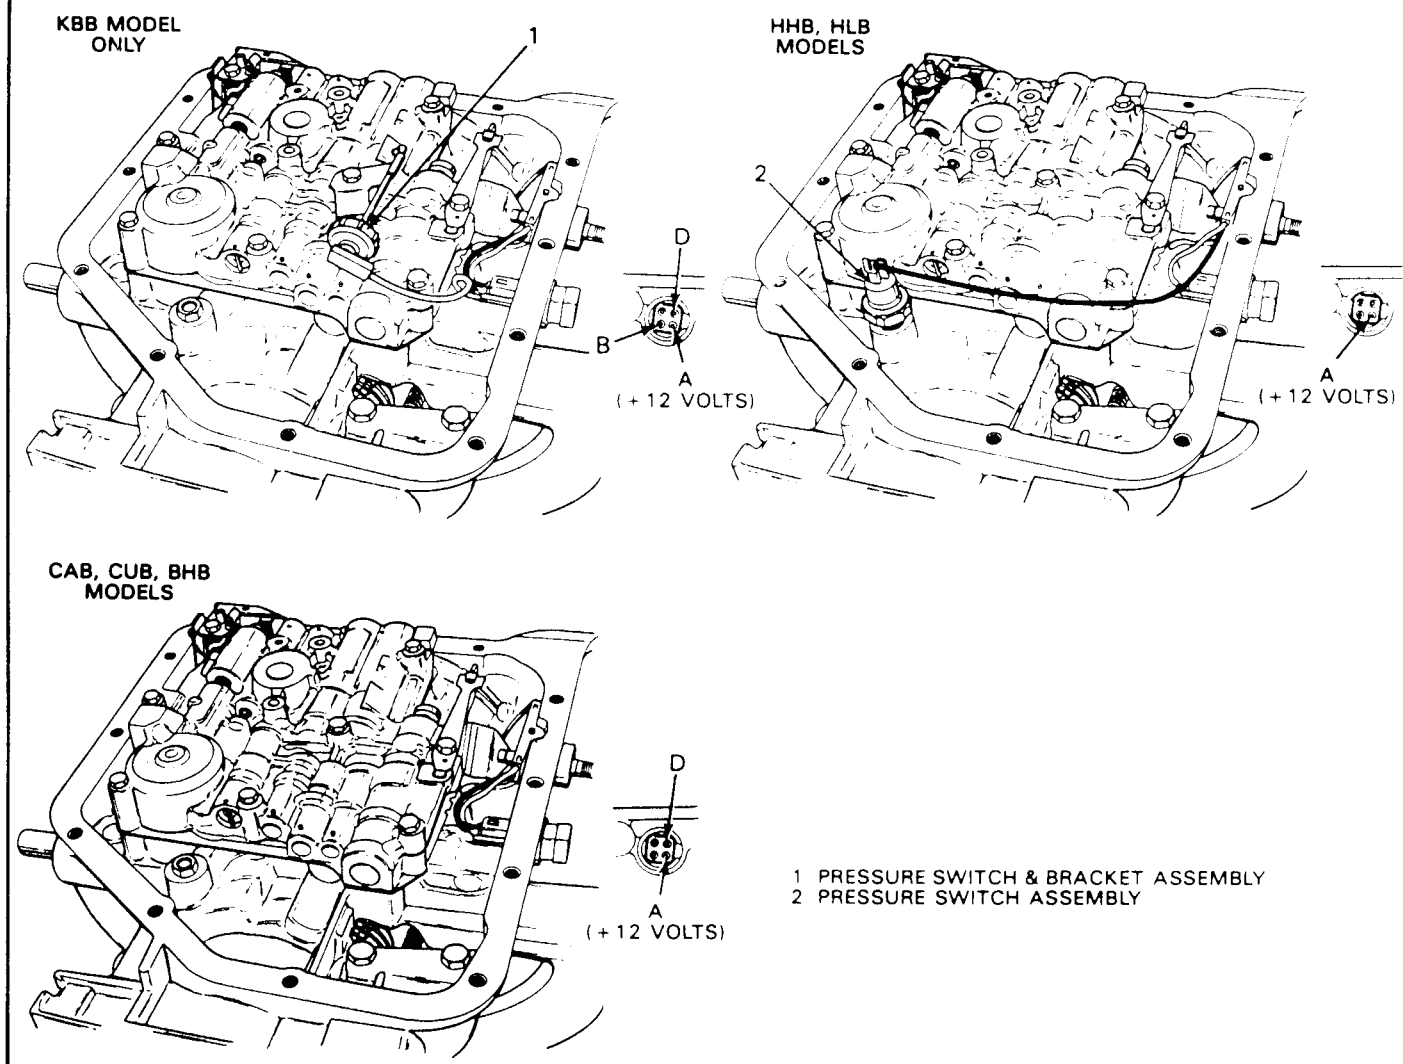 KBB MODEL
ONLY
1
D
B
A
(+12 VOLTS)
HHB, HLB
MODELS
2
A
(+12 VOLTS)
CAB, CUB, BHB
MODELS
D
A
(+12 VOLTS)
1 PRESSURE SWITCH & BRACKET ASSEMBLY
2 PRESSURE SWITCH ASSEMBLY